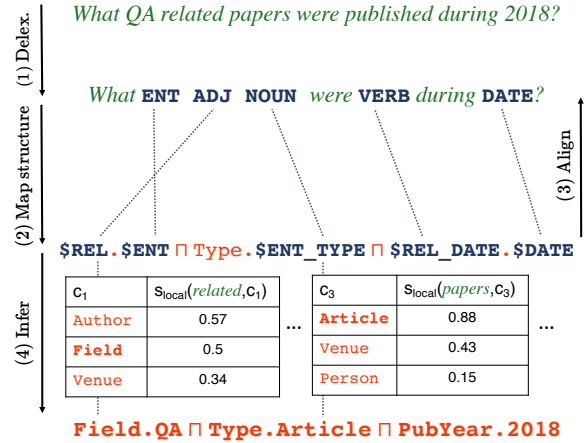 What QA related papers were published during 2018?
(1) Delex.
What ENT ADJ NOUN were VERB during DATE?
(2) Map structure
(3) Align
$REL.$ENT ⊓ Type.$ENT_TYPE ⊓ $REL_DATE.$DATE
(4) Infer
c1 slocal(related,c1)
Author 0.57
Field 0.5
Venue 0.34
...
c3 slocal(papers,c3)
Article 0.88
Venue 0.43
Person 0.15
...
Field.QA ⊓ Type.Article ⊓ PubYear.2018